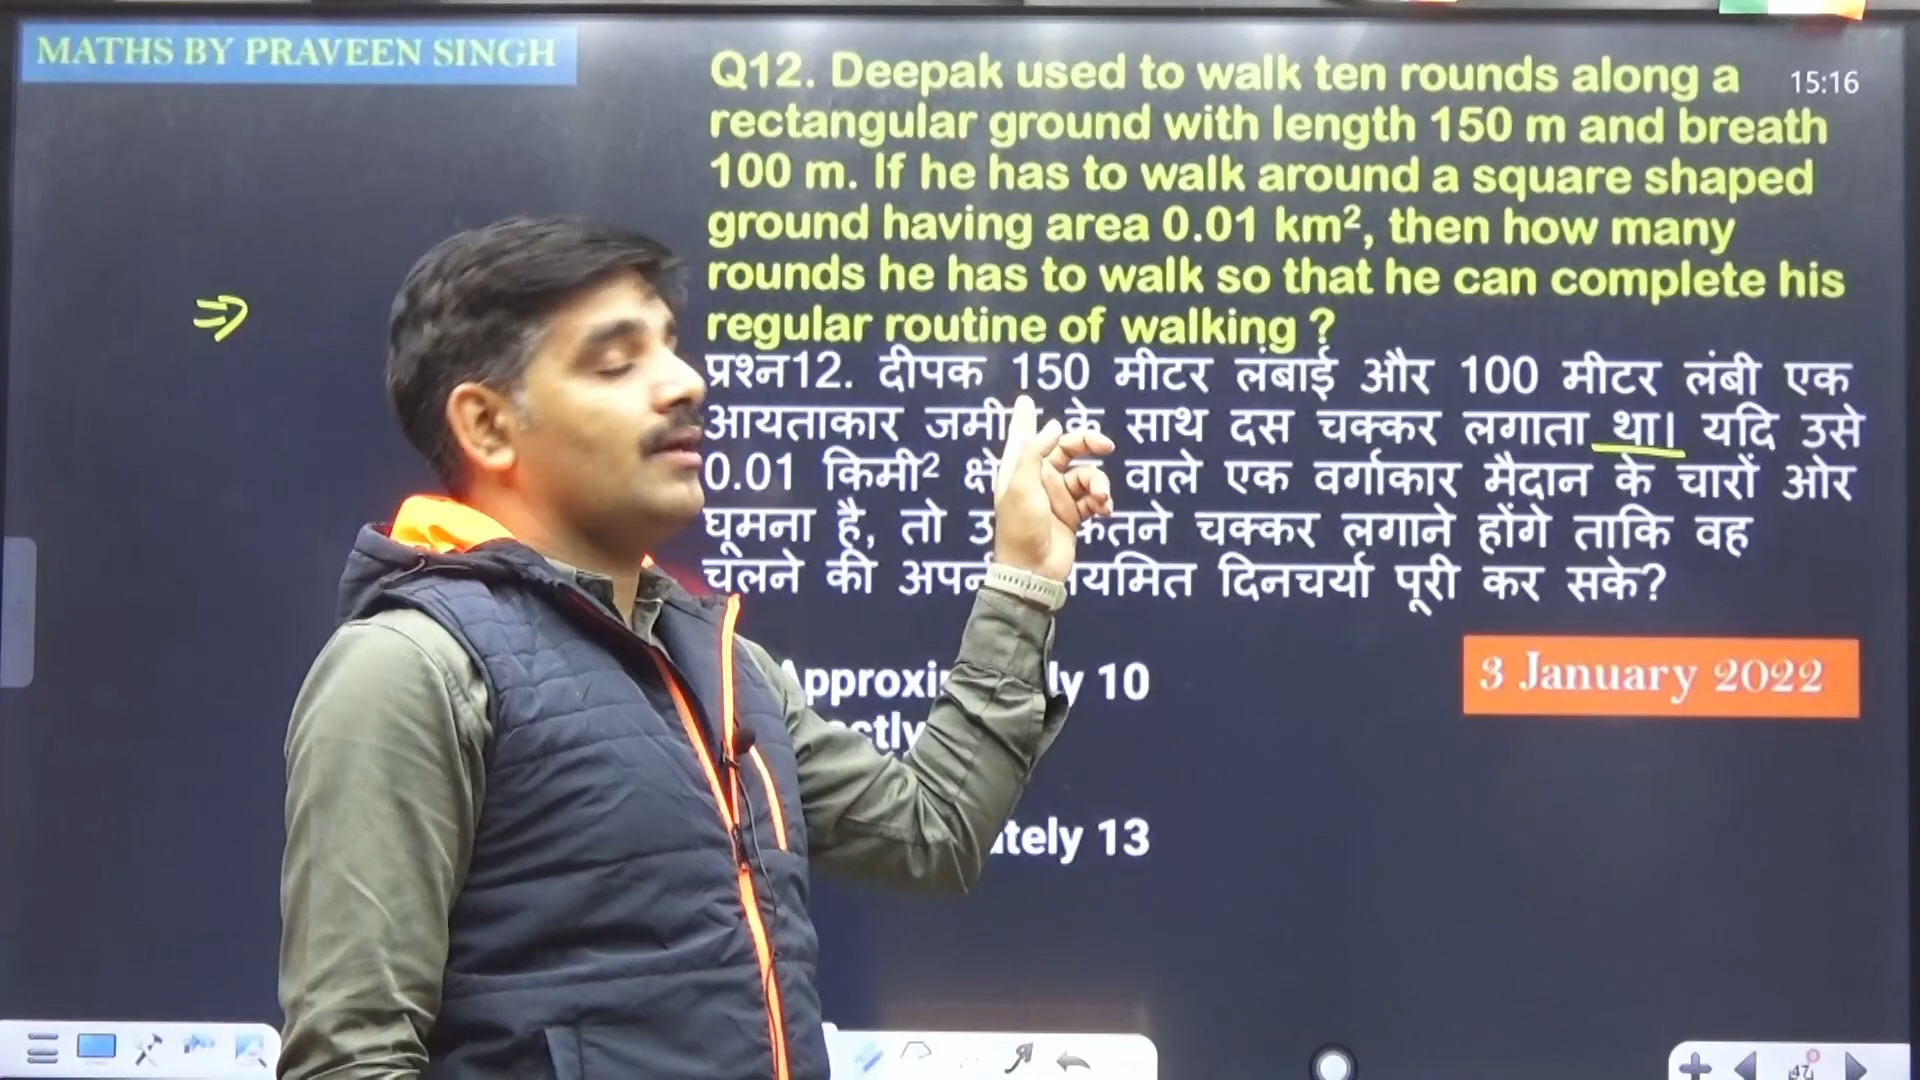 MATHS BY PRAVEEN SINGH
Q12. Deepak used to walk ten rounds along a
15:16
rectangular ground with length 150 m and breath
100 m. If he has to walk around a square shaped
ground having area 0.01 km², then how many
rounds he has to walk so that he can complete his
regular routine of walking ?
प्रश्न12. दीपक 150 मीटर लंबाई और 100 मीटर लंबी एक
आयताकार के साथ दस चक्कर लगाता था। यदि उसे
0.01 किमी² वाले एक वर्गाकार मैदान के चारों ओर
घूमना है, तो चक्कर लगाने होंगे ताकि वह
चलने की दिनचर्या पूरी कर सके?
10
3 January 2022
13